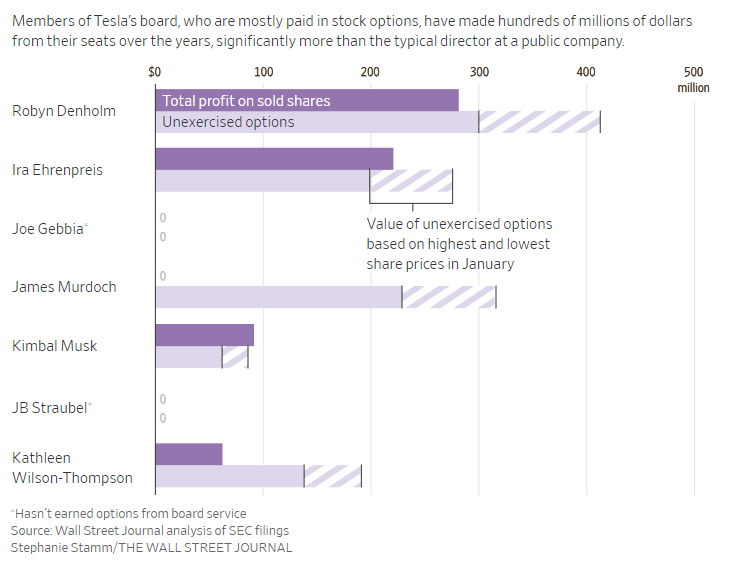 Members of Tesla's board, who are mostly paid in stock options, have made hundreds of millions of dollars
from their seats over the years, significantly more than the typical director at a public company.
$0 100 200 300 400 500
million
Robyn Denholm
Total profit on sold shares
Unexercised options
Ira Ehrenpreis
Joe Gebbia*
0
0
Value of unexercised options
based on highest and lowest
share prices in January
James Murdoch
0
Kimbal Musk
JB Straubel*
0
0
Kathleen
Wilson-Thompson
*Hasn't earned options from board service
Source: Wall Street Journal analysis of SEC filings
Stephanie Stamm/THE WALL STREET JOURNAL